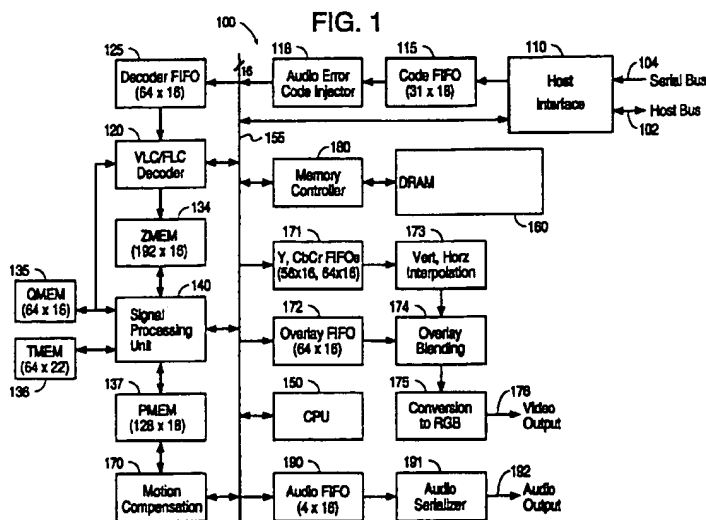 FIG. 1
100
125
Decoder FIFO
(64 x 16)
16
118
Audio Error
Code Injector
115
Code FIFO
(31 x 18)
110
Host
Interface
104
Serial Bus
Host Bus
102
155
120
VLC/FLC
Decoder
180
Memory
Controller
DRAM
160
134
ZMEM
(192 x 16)
171
Y, CbCr FIFOs
(56x16, 64x16)
173
Vert, Horz
Interpolation
135
QMEM
(64 x 16)
140
Signal
Processing
Unit
172
Overlay FIFO
(64 x 16)
174
Overlay
Blending
TMEM
(64 x 22)
136
137
PMEM
(128 x 18)
150
CPU
175
Conversion
to RGB
176
Video
Output
170
Motion
Compensation
190
Audio FIFO
(4 x 16)
191
Audio
Serializer
192
Audio
Output